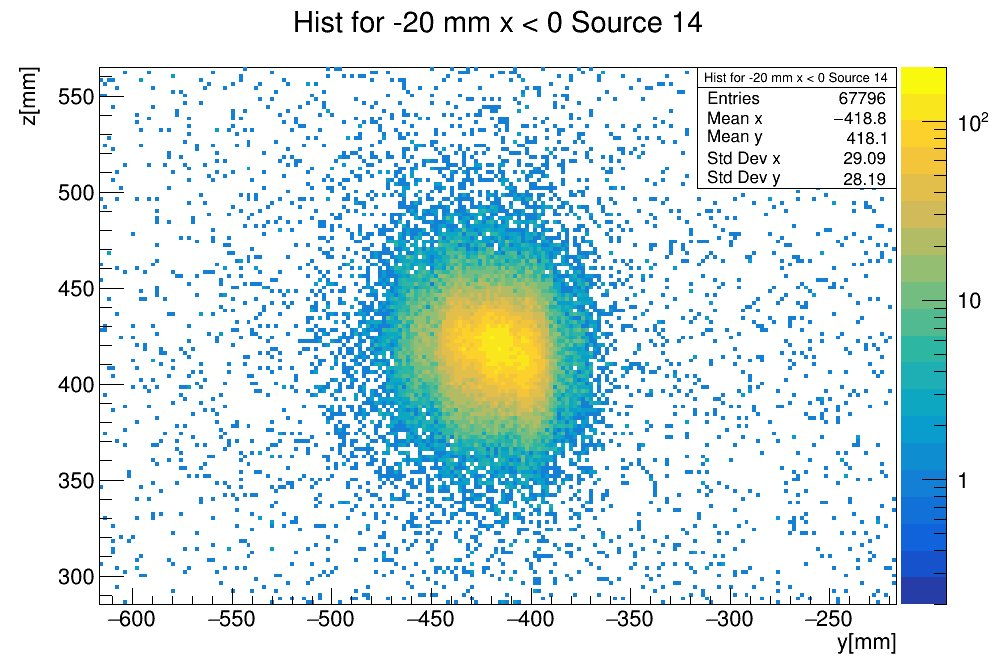 Hist for -20 mm x < 0 Source 14
z[mm]
Hist for -20 mm x < 0 Source 14
Entries 67796
Mean x −418.8
Mean y 418.1
Std Dev x 29.09
Std Dev y 28.19
550
500
450
400
350
300
10²
10
1
−600 −550 −500 −450 −400 −350 −300 −250
y[mm]